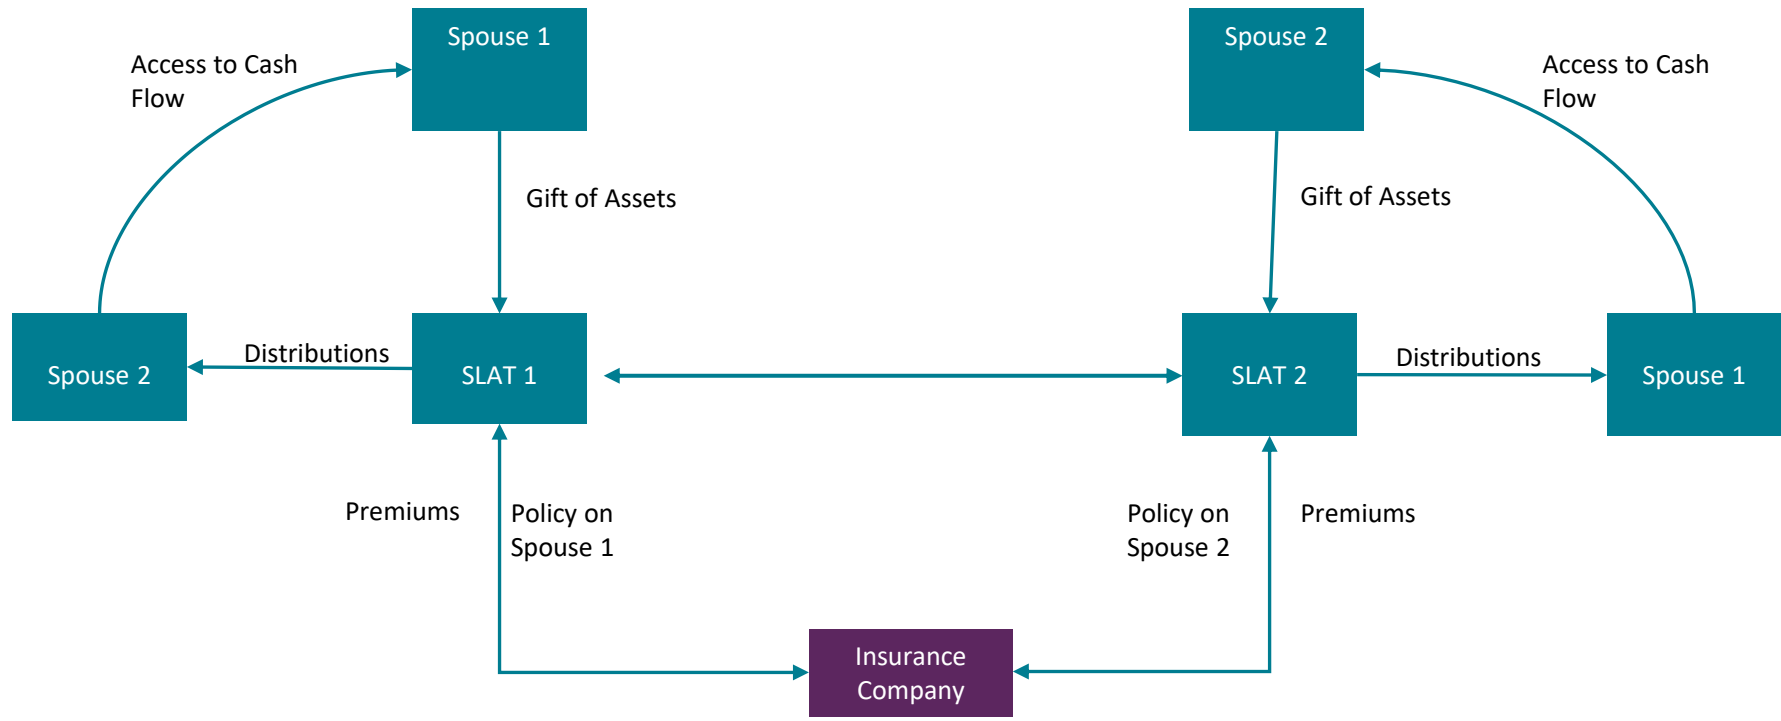 Spouse 1
Spouse 2
Access to Cash
Flow
Access to Cash
Flow
Gift of Assets
Gift of Assets
Distributions
Distributions
Spouse 2
SLAT 1
SLAT 2
Spouse 1
Premiums
Policy on
Spouse 1
Policy on
Spouse 2
Premiums
Insurance
Company